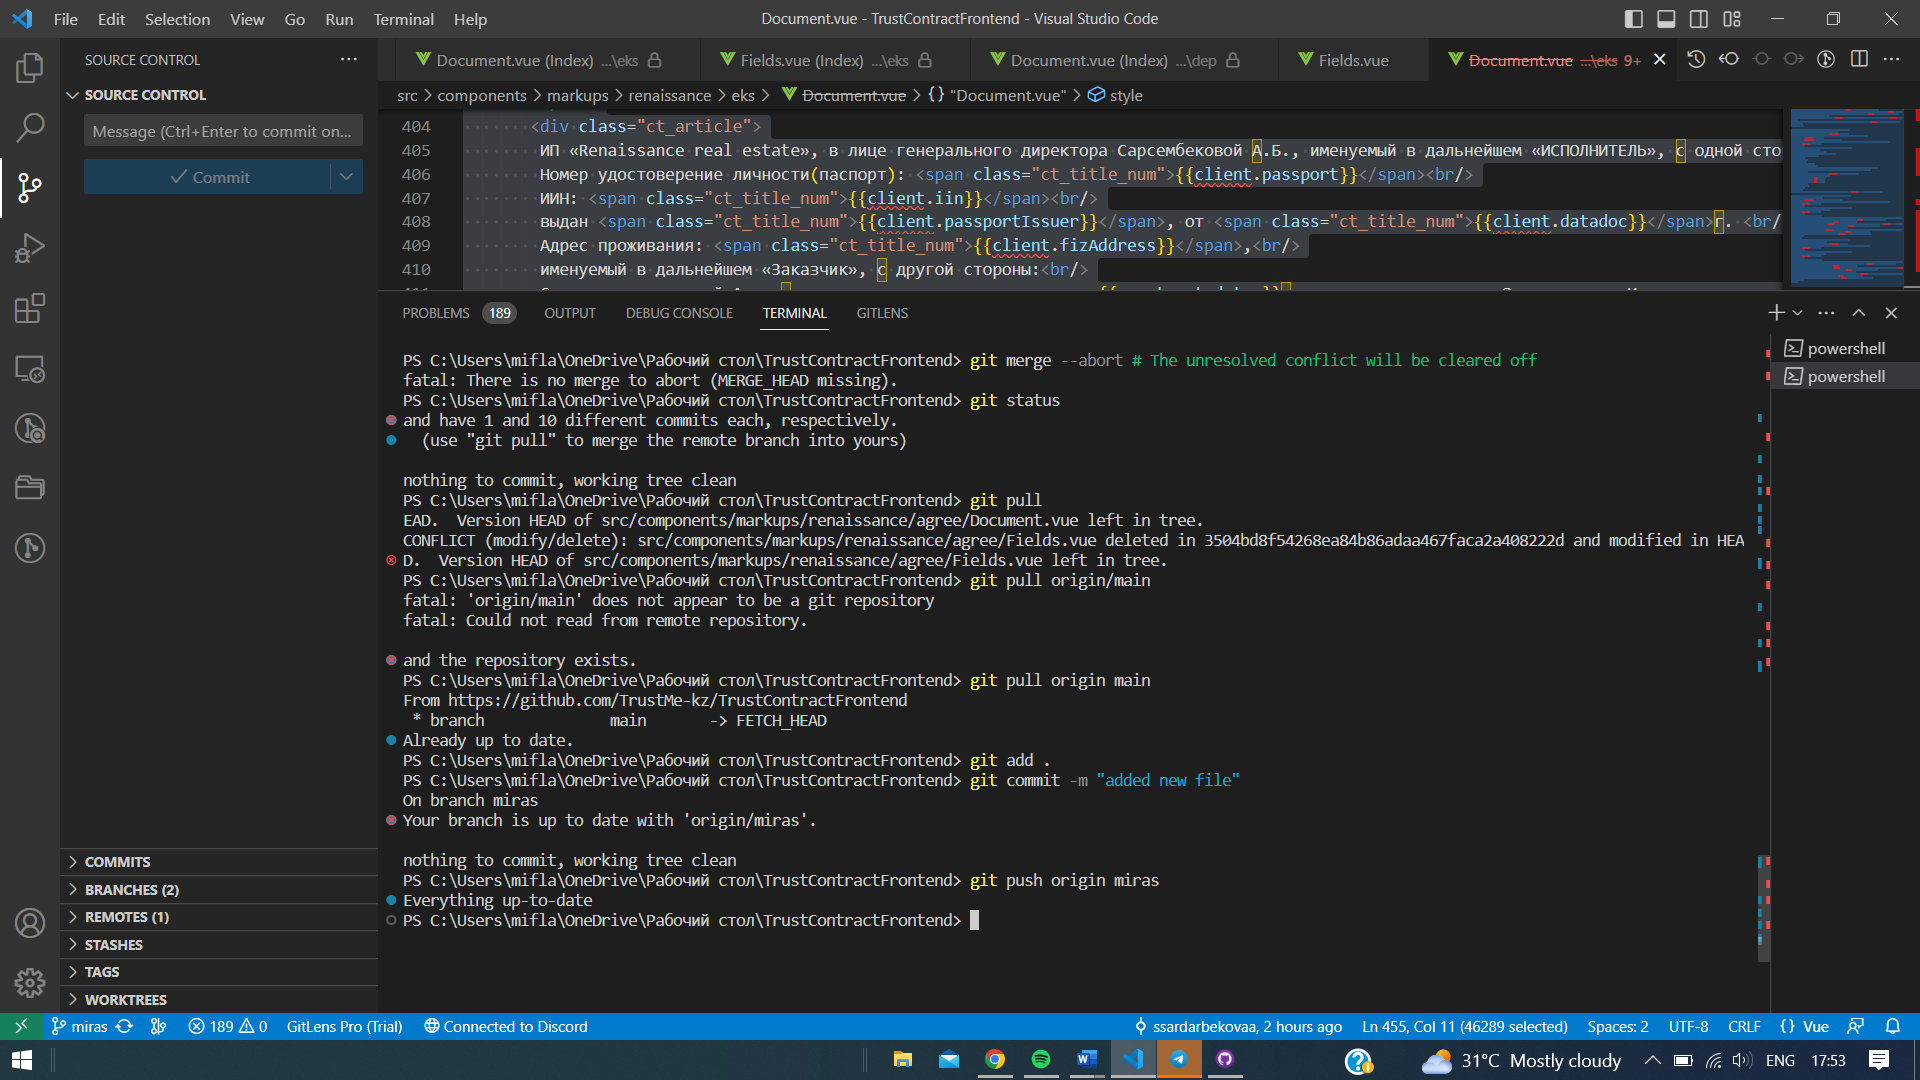 File Edit Selection View Go Run Terminal Help
Document.vue - TrustContractFrontend - Visual Studio Code
SOURCE CONTROL
SOURCE CONTROL
Message (Ctrl+Enter to commit on...
Commit
COMMITS
BRANCHES (2)
REMOTES (1)
STASHES
TAGS
WORKTREES
Document.vue (Index) ...\eks
Fields.vue (Index) ...\eks
Document.vue (Index) ...\dep
Fields.vue
Document.vue ...\eks 9+
src > components > markups > renaissance > eks > Document.vue > {} "Document.vue" > style
404 <div class="ct_article">
405 ИП «Renaissance real estate», в лице генерального директора Сарсембековой А.Б., именуемый в дальнейшем «ИСПОЛНИТЕЛЬ», с одной сто
406 Номер удостоверение личности(паспорт): <span class="ct_title_num">{{client.passport}}</span><br/>
407 ИИН: <span class="ct_title_num">{{client.iin}}</span><br/>
408 выдан <span class="ct_title_num">{{client.passportIssuer}}</span>, от <span class="ct_title_num">{{client.datadoc}}</span>г. <br/
409 Адрес проживания: <span class="ct_title_num">{{client.fizAddress}}</span>,<br/>
410 именуемый в дальнейшем «Заказчик», с другой стороны:<br/>
PROBLEMS 189 OUTPUT DEBUG CONSOLE TERMINAL GITLENS
powershell
powershell
PS C:\Users\mifla\OneDrive\Рабочий стол\TrustContractFrontend> git merge --abort # The unresolved conflict will be cleared off
fatal: There is no merge to abort (MERGE_HEAD missing).
PS C:\Users\mifla\OneDrive\Рабочий стол\TrustContractFrontend> git status
and have 1 and 10 different commits each, respectively.
(use "git pull" to merge the remote branch into yours)
nothing to commit, working tree clean
PS C:\Users\mifla\OneDrive\Рабочий стол\TrustContractFrontend> git pull
EAD.  Version HEAD of src/components/markups/renaissance/agree/Document.vue left in tree.
CONFLICT (modify/delete): src/components/markups/renaissance/agree/Fields.vue deleted in 3504bd8f54268ea84b86adaa467faca2a408222d and modified in HEA
D.  Version HEAD of src/components/markups/renaissance/agree/Fields.vue left in tree.
PS C:\Users\mifla\OneDrive\Рабочий стол\TrustContractFrontend> git pull origin/main
fatal: 'origin/main' does not appear to be a git repository
fatal: Could not read from remote repository.
and the repository exists.
PS C:\Users\mifla\OneDrive\Рабочий стол\TrustContractFrontend> git pull origin main
From https://github.com/TrustMe-kz/TrustContractFrontend
* branch main -> FETCH_HEAD
Already up to date.
PS C:\Users\mifla\OneDrive\Рабочий стол\TrustContractFrontend> git add .
PS C:\Users\mifla\OneDrive\Рабочий стол\TrustContractFrontend> git commit -m "added new file"
On branch miras
Your branch is up to date with 'origin/miras'.
nothing to commit, working tree clean
PS C:\Users\mifla\OneDrive\Рабочий стол\TrustContractFrontend> git push origin miras
Everything up-to-date
PS C:\Users\mifla\OneDrive\Рабочий стол\TrustContractFrontend>
miras 189 0 GitLens Pro (Trial) Connected to Discord
ssardarbekovaa, 2 hours ago Ln 455, Col 11 (46289 selected) Spaces: 2 UTF-8 CRLF {} Vue
31°C Mostly cloudy ENG 17:53